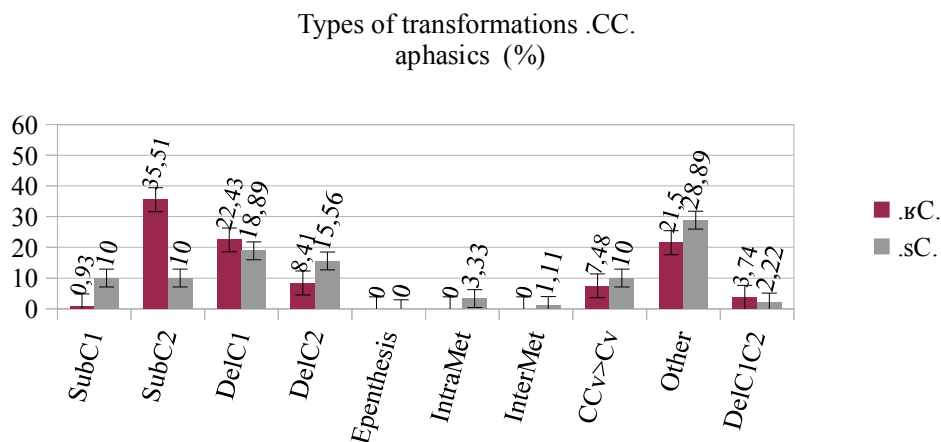 Types of transformations .CC.
aphasics (%)
60
50
40
30
20
10
0
0,93
10
35,51
10
22,43
18,89
8,41
15,56
0
0
0
3,33
0
1,11
7,48
10
21,5
28,89
3,74
2,22
SubC1
SubC2
DelC1
DelC2
Epenthesis
IntraMet
InterMet
CCv>Cv
Other
DelC1C2
.ʁC.
.sC.